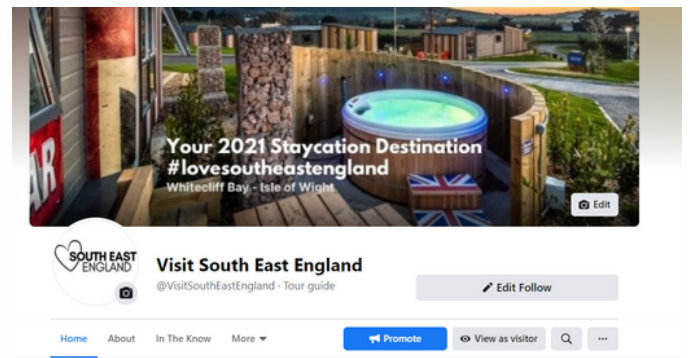 AR
Your 2021 Staycation Destination
#lovesoutheastengland
Whitecliff Bay - Isle of Wight
Edit
SOUTH EAST
ENGLAND
Visit South East England
@VisitSouthEastEngland · Tour guide
Edit Follow
Home About In The Know More
Promote View as visitor ···